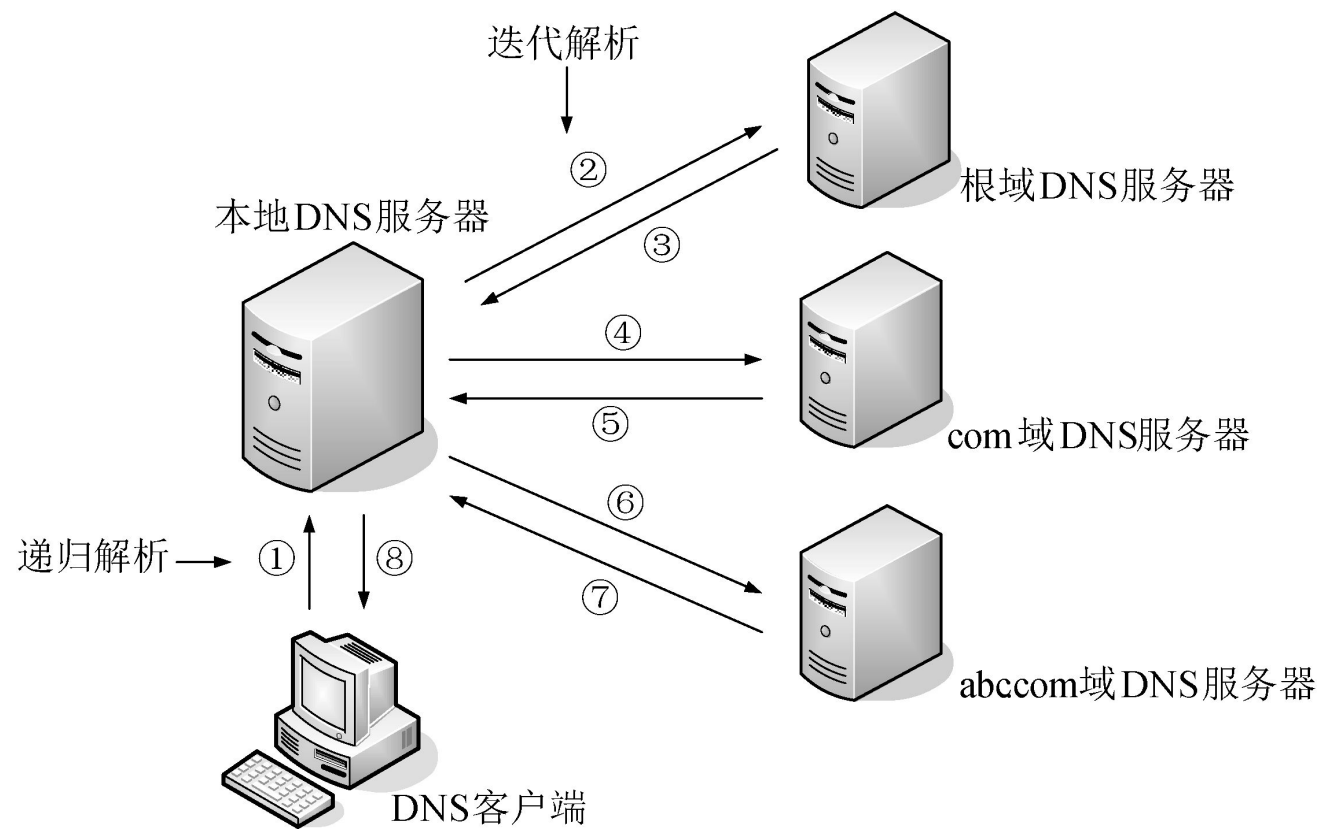 迭代解析
②
根域DNS服务器
本地DNS服务器
③
④
⑤
com域DNS服务器
⑥
递归解析
①
⑧
⑦
abccom域DNS服务器
DNS客户端